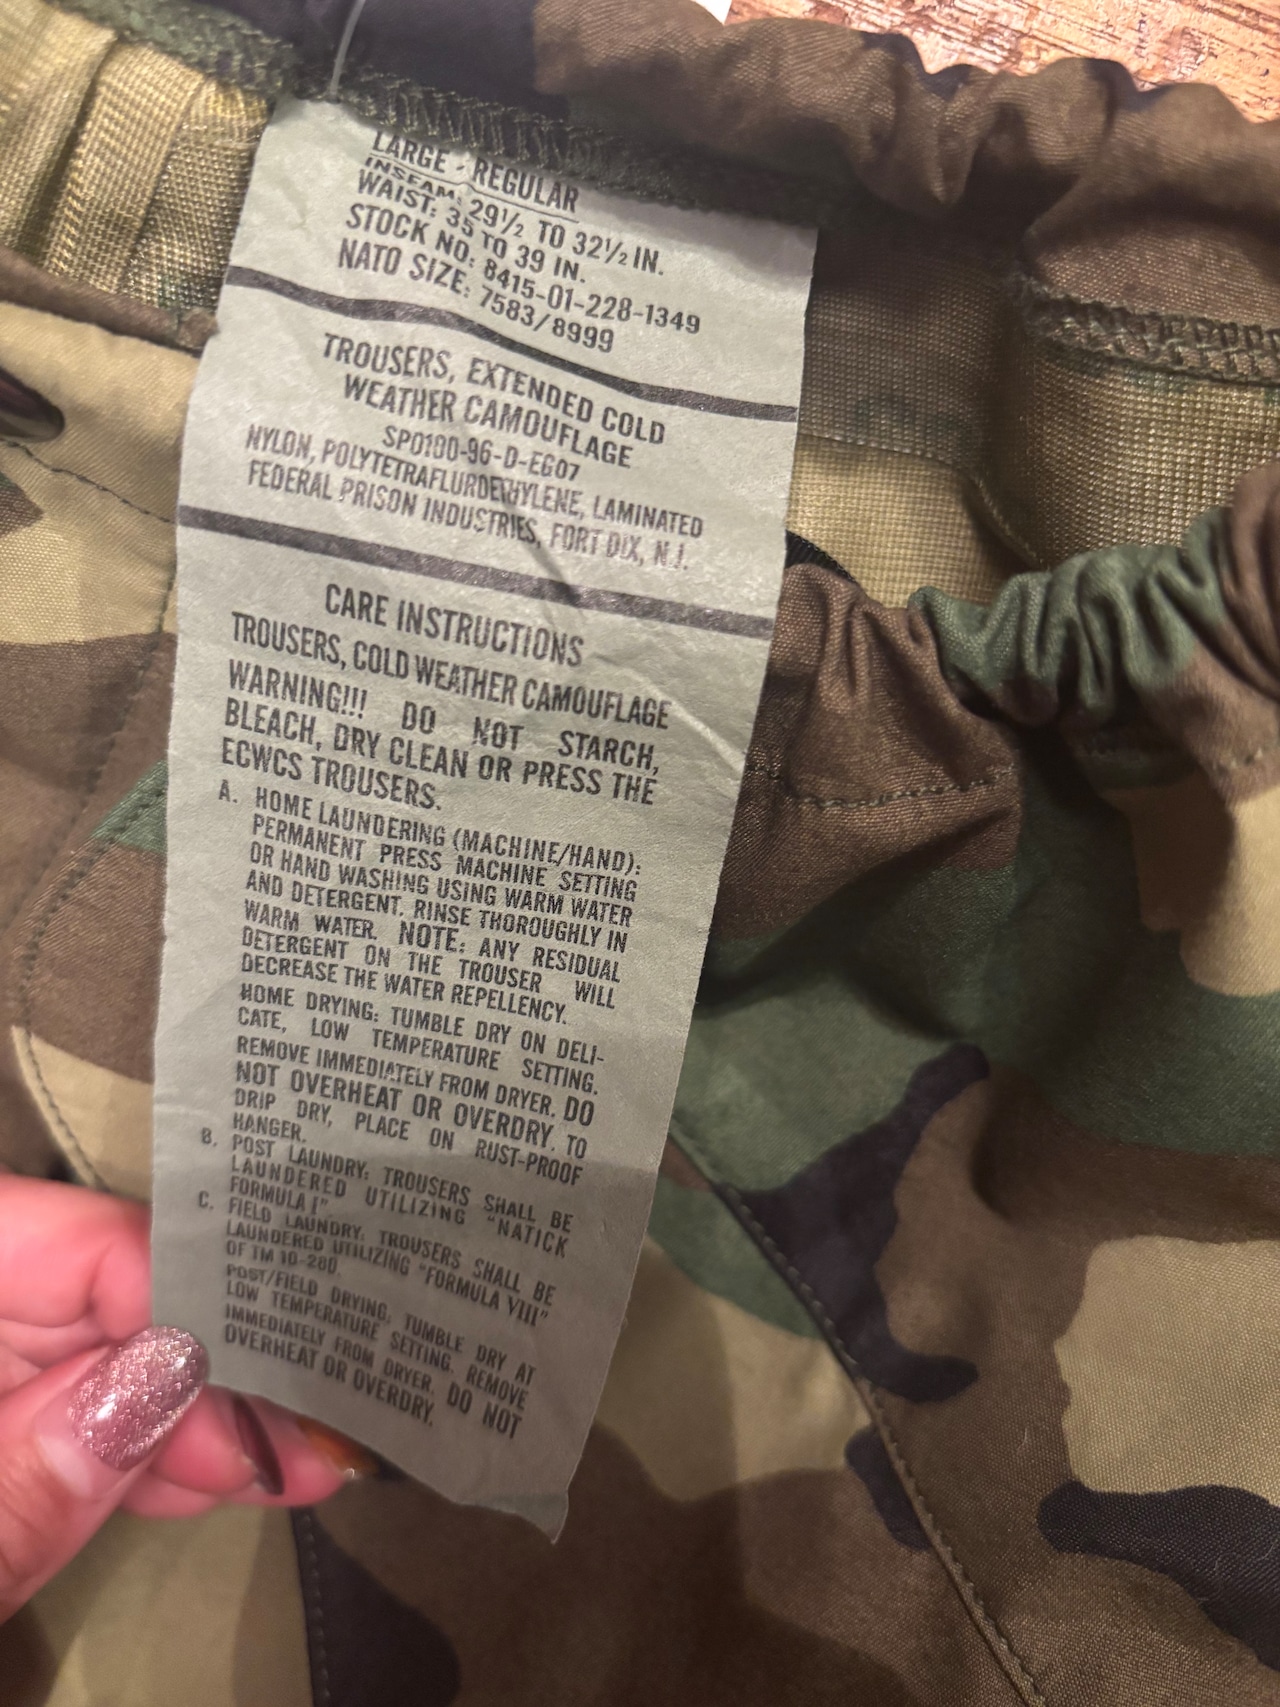 LARGE - REGULAR
INSEAM: 29½ TO 32½ IN.
WAIST: 35 TO 39 IN.
STOCK NO: 8415-01-228-1349
NATO SIZE: 7583/8999
TROUSERS, EXTENDED COLD
WEATHER CAMOUFLAGE
SPO100-96-D-EG07
NYLON, POLYTETRAFLURDETHYLENE, LAMINATED
FEDERAL PRISON INDUSTRIES, FORT DIX, N.J.
CARE INSTRUCTIONS
TROUSERS, COLD WEATHER CAMOUFLAGE
WARNING!!! DO NOT STARCH,
BLEACH, DRY CLEAN OR PRESS THE
ECWCS TROUSERS.
A. HOME LAUNDERING (MACHINE/HAND):
PERMANENT PRESS MACHINE SETTING
OR HAND WASHING USING WARM WATER
AND DETERGENT. RINSE THOROUGHLY IN
WARM WATER. NOTE: ANY RESIDUAL
DETERGENT ON THE TROUSER WILL
DECREASE THE WATER REPELLENCY.
HOME DRYING: TUMBLE DRY ON DELI-
CATE, LOW TEMPERATURE SETTING.
REMOVE IMMEDIATELY FROM DRYER. DO
NOT OVERHEAT OR OVERDRY. TO
DRIP DRY, PLACE ON RUST-PROOF
HANGER.
B. POST LAUNDRY: TROUSERS SHALL BE
LAUNDERED UTILIZING "NATICK
FORMULA I"
C. FIELD LAUNDRY: TROUSERS SHALL BE
LAUNDERED UTILIZING "FORMULA VIII"
OF TM 10-280.
POST/FIELD DRYING: TUMBLE DRY AT
LOW TEMPERATURE SETTING. REMOVE
IMMEDIATELY FROM DRYER. DO NOT
OVERHEAT OR OVERDRY.